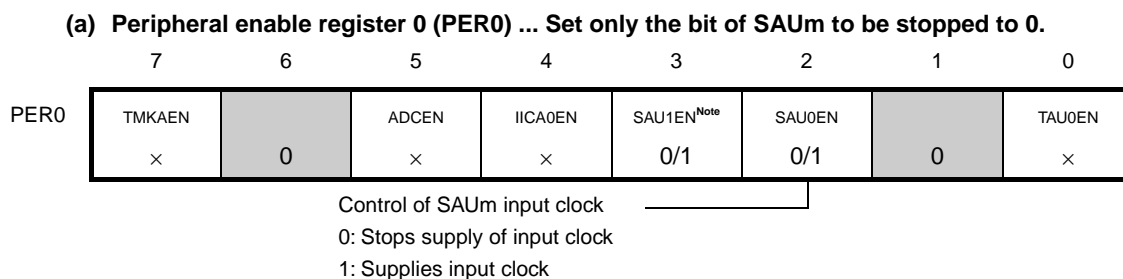 (a) Peripheral enable register 0 (PER0) ... Set only the bit of SAUm to be stopped to 0.
7 6 5 4 3 2 1 0
PER0 TMKAEN ADCEN IICA0EN SAU1EN^Note SAU0EN TAU0EN
× 0 × × 0/1 0/1 0 ×
Control of SAUm input clock
0: Stops supply of input clock
1: Supplies input clock